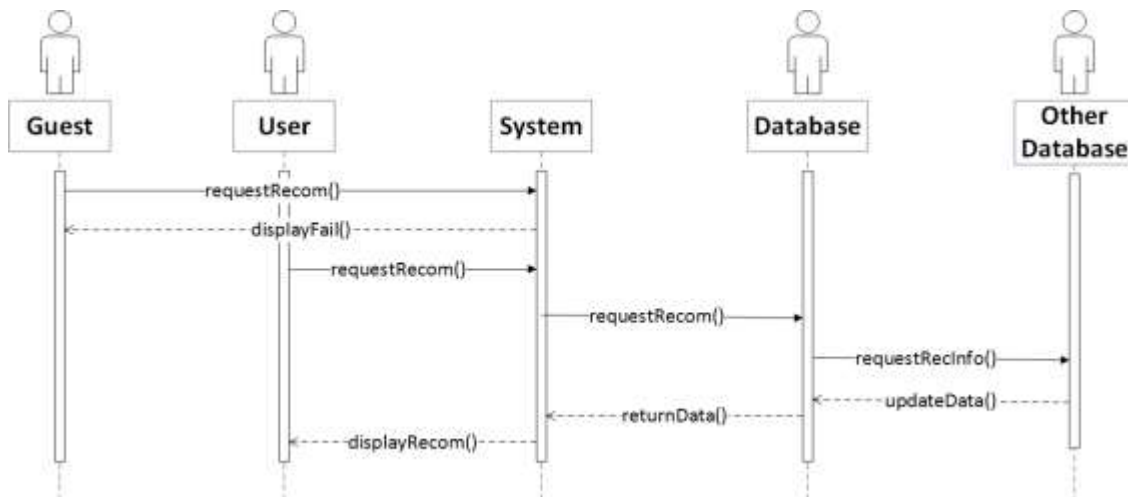 Guest
User
System
Database
Other
Database
requestRecom()
displayFail()
requestRecom()
requestRecom()
requestRecInfo()
updateData()
returnData()
displayRecom()